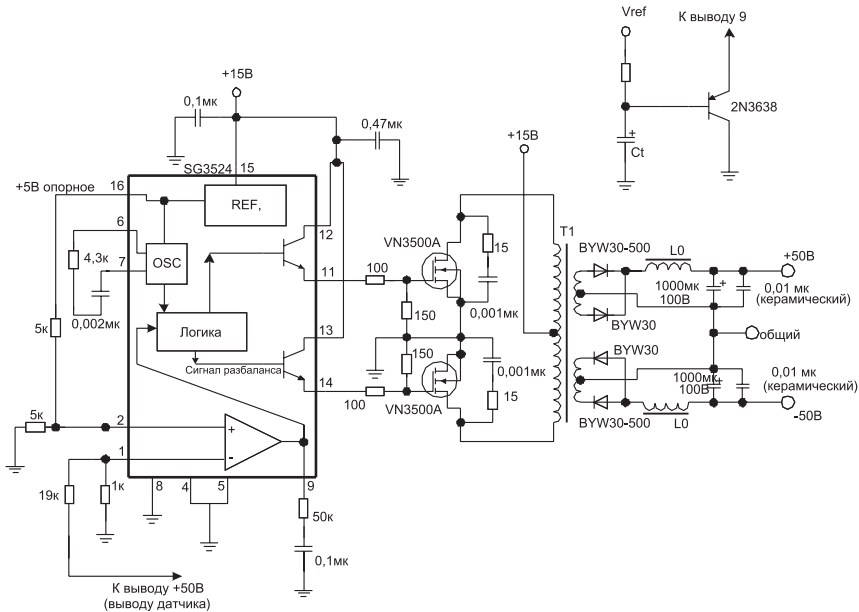 Vref
К выводу 9
2N3638
Ct
+15В
0,1мк
0,47мк
SG3524
15
+5В опорное
16
REF,
12
6
4,3к
7
OSC
11
0,002мк
Логика
5к
13
Сигнал разбаланса
14
5к
2
+
1
-
19к
1к
8
4
5
9
50к
0,1мк
К выводу +50В
(выводу датчика)
+15В
VN3500A
15
100
0,001мк
150
150
0,001мк
100
VN3500A
15
T1
BYW30-500
L0
+50В
1000мк
100В
+
0,01 мк
(керамический)
BYW30
общий
BYW30
1000мк
100В
+
0,01 мк
(керамический)
BYW30-500
L0
-50В
+